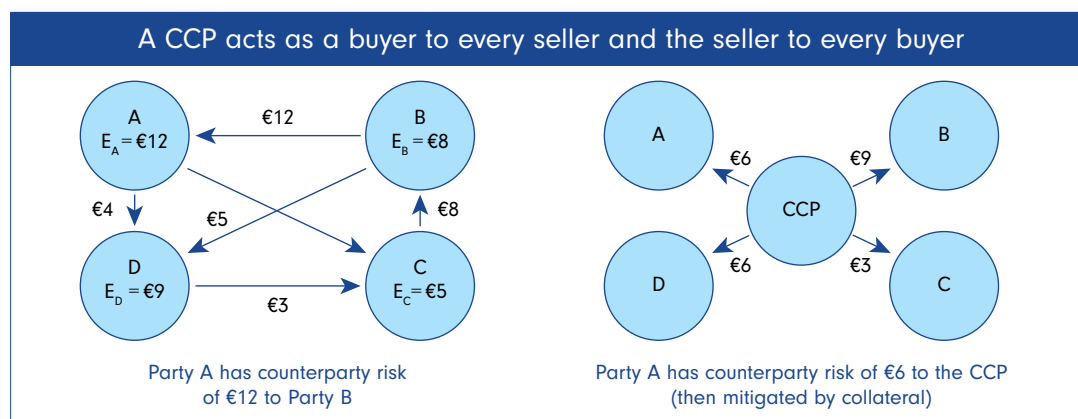 A CCP acts as a buyer to every seller and the seller to every buyer
A
E_A = €12
€12
B
E_B = €8
€4
€5
€8
D
E_D = €9
€3
C
E_C = €5
Party A has counterparty risk
of €12 to Party B
A
B
€6
€9
CCP
€6
€3
D
C
Party A has counterparty risk of €6 to the CCP
(then mitigated by collateral)